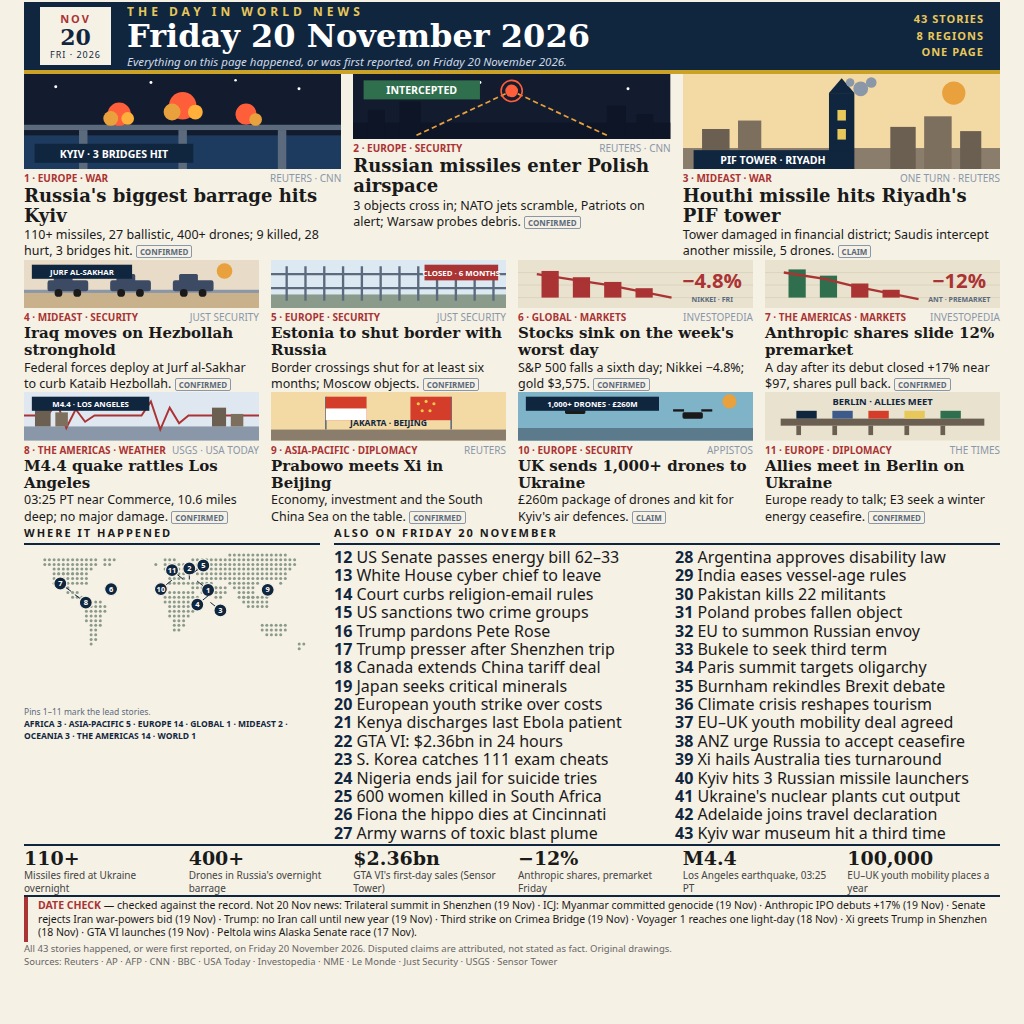 NOV
20
FRI · 2026
THE DAY IN WORLD NEWS
Friday 20 November 2026
Everything on this page happened, or was first reported, on Friday 20 November 2026.
43 STORIES
8 REGIONS
ONE PAGE
KYIV · 3 BRIDGES HIT
1 · EUROPE · WAR REUTERS · CNN
Russia's biggest barrage hits
Kyiv
110+ missiles, 27 ballistic, 400+ drones; 9 killed, 28
hurt, 3 bridges hit. CONFIRMED
INTERCEPTED
2 · EUROPE · SECURITY REUTERS · CNN
Russian missiles enter Polish
airspace
3 objects cross in; NATO jets scramble, Patriots on
alert; Warsaw probes debris. CONFIRMED
PIF TOWER · RIYADH
3 · MIDEAST · WAR ONE TURN · REUTERS
Houthi missile hits Riyadh's
PIF tower
Tower damaged in financial district; Saudis intercept
another missile, 5 drones. CLAIM
JURF AL-SAKHAR
4 · MIDEAST · SECURITY JUST SECURITY
Iraq moves on Hezbollah
stronghold
Federal forces deploy at Jurf al-Sakhar
to curb Kataib Hezbollah. CONFIRMED
CLOSED · 6 MONTHS
5 · EUROPE · SECURITY JUST SECURITY
Estonia to shut border with
Russia
Border crossings shut for at least six
months; Moscow objects. CONFIRMED
−4.8%
NIKKEI · FRI
6 · GLOBAL · MARKETS INVESTOPEDIA
Stocks sink on the week's
worst day
S&P 500 falls a sixth day; Nikkei −4.8%;
gold $3,575. CONFIRMED
−12%
ANT · PREMARKET
7 · THE AMERICAS · MARKETS INVESTOPEDIA
Anthropic shares slide 12%
premarket
A day after its debut closed +17% near
$97, shares pull back. CONFIRMED
M4.4 · LOS ANGELES
8 · THE AMERICAS · WEATHER USGS · USA TODAY
M4.4 quake rattles Los
Angeles
03:25 PT near Commerce, 10.6 miles
deep; no major damage. CONFIRMED
JAKARTA · BEIJING
9 · ASIA-PACIFIC · DIPLOMACY REUTERS
Prabowo meets Xi in
Beijing
Economy, investment and the South
China Sea on the table. CONFIRMED
1,000+ DRONES · £260M
10 · EUROPE · SECURITY APPISTOS
UK sends 1,000+ drones to
Ukraine
£260m package of drones and kit for
Kyiv's air defences. CLAIM
BERLIN · ALLIES MEET
11 · EUROPE · DIPLOMACY THE TIMES
Allies meet in Berlin on
Ukraine
Europe ready to talk; E3 seek a winter
energy ceasefire. CONFIRMED
WHERE IT HAPPENED
11 2 5
7 6 10 1 9
8 4 3
Pins 1–11 mark the lead stories.
AFRICA 3 · ASIA-PACIFIC 5 · EUROPE 14 · GLOBAL 1 · MIDEAST 2 ·
OCEANIA 3 · THE AMERICAS 14 · WORLD 1
ALSO ON FRIDAY 20 NOVEMBER
12 US Senate passes energy bill 62–33
13 White House cyber chief to leave
14 Court curbs religion-email rules
15 US sanctions two crime groups
16 Trump pardons Pete Rose
17 Trump presser after Shenzhen trip
18 Canada extends China tariff deal
19 Japan seeks critical minerals
20 European youth strike over costs
21 Kenya discharges last Ebola patient
22 GTA VI: $2.36bn in 24 hours
23 S. Korea catches 111 exam cheats
24 Nigeria ends jail for suicide tries
25 600 women killed in South Africa
26 Fiona the hippo dies at Cincinnati
27 Army warns of toxic blast plume
28 Argentina approves disability law
29 India eases vessel-age rules
30 Pakistan kills 22 militants
31 Poland probes fallen object
32 EU to summon Russian envoy
33 Bukele to seek third term
34 Paris summit targets oligarchy
35 Burnham rekindles Brexit debate
36 Climate crisis reshapes tourism
37 EU–UK youth mobility deal agreed
38 ANZ urge Russia to accept ceasefire
39 Xi hails Australia ties turnaround
40 Kyiv hits 3 Russian missile launchers
41 Ukraine's nuclear plants cut output
42 Adelaide joins travel declaration
43 Kyiv war museum hit a third time
110+
Missiles fired at Ukraine
overnight
400+
Drones in Russia's overnight
barrage
$2.36bn
GTA VI's first-day sales (Sensor
Tower)
−12%
Anthropic shares, premarket
Friday
M4.4
Los Angeles earthquake, 03:25
PT
100,000
EU–UK youth mobility places a
year
DATE CHECK — checked against the record. Not 20 Nov news: Trilateral summit in Shenzhen (19 Nov) · ICJ: Myanmar committed genocide (19 Nov) · Anthropic IPO debuts +17% (19 Nov) · Senate
rejects Iran war-powers bid (19 Nov) · Trump: no Iran call until new year (19 Nov) · Third strike on Crimea Bridge (19 Nov) · Voyager 1 reaches one light-day (18 Nov) · Xi greets Trump in Shenzhen
(18 Nov) · GTA VI launches (19 Nov) · Peltola wins Alaska Senate race (17 Nov).
All 43 stories happened, or were first reported, on Friday 20 November 2026. Disputed claims are attributed, not stated as fact. Original drawings.
Sources: Reuters · AP · AFP · CNN · BBC · USA Today · Investopedia · NME · Le Monde · Just Security · USGS · Sensor Tower